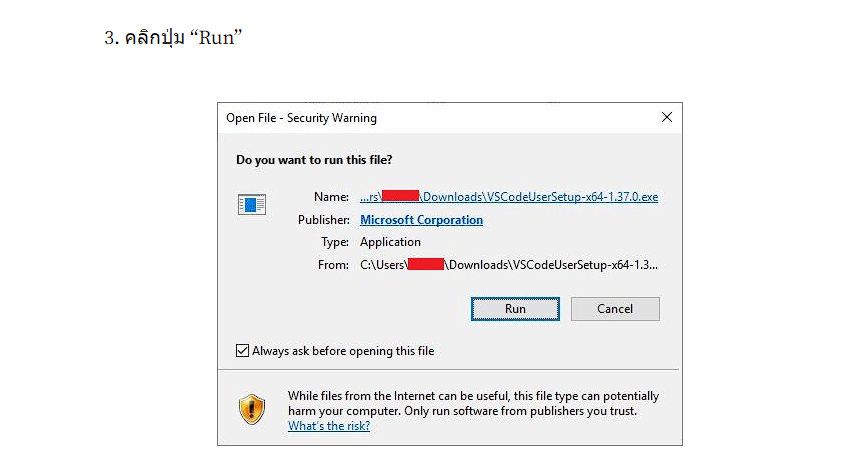 3. คลิกปุ่ม “Run”
Open File - Security Warning
Do you want to run this file?
Name: ...rs\ \Downloads\VSCodeUserSetup-x64-1.37.0.exe
Publisher: Microsoft Corporation
Type: Application
From: C:\Users\ \Downloads\VSCodeUserSetup-x64-1.3...
Run Cancel
Always ask before opening this file
While files from the Internet can be useful, this file type can potentially
harm your computer. Only run software from publishers you trust.
What's the risk?